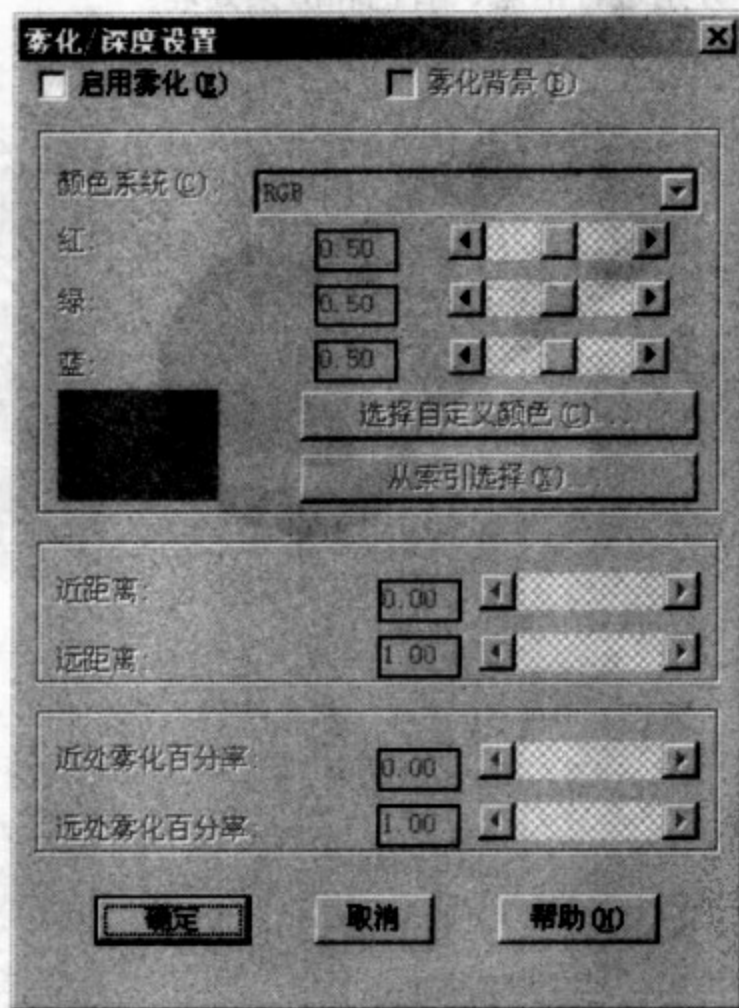 雾化/深度设置
启用雾化(E) 雾化背景(B)
颜色系统(C): RGB
红: 0.50
绿: 0.50
蓝: 0.50
选择自定义颜色(C)...
从索引选择(X)...
近距离: 0.00
远距离: 1.00
近处雾化百分率: 0.00
远处雾化百分率: 1.00
确定 取消 帮助(H)